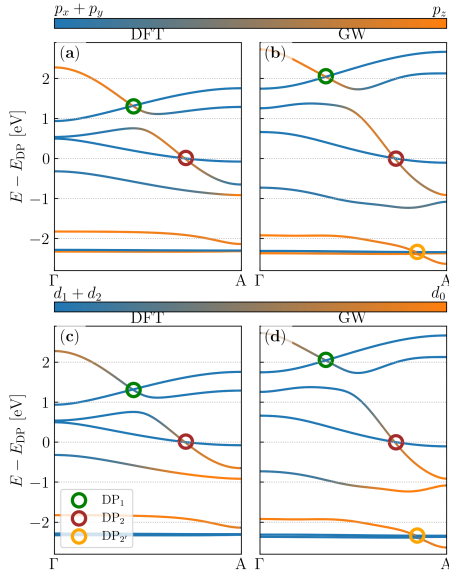 p_x + p_y p_z
DFT GW
(a) (b)
E − E_DP [eV]
2
1
0
−1
−2
Γ A Γ A
d_1 + d_2 d_0
DFT GW
(c) (d)
E − E_DP [eV]
2
1
0
−1
−2
DP_1
DP_2
DP_2′
Γ A Γ A